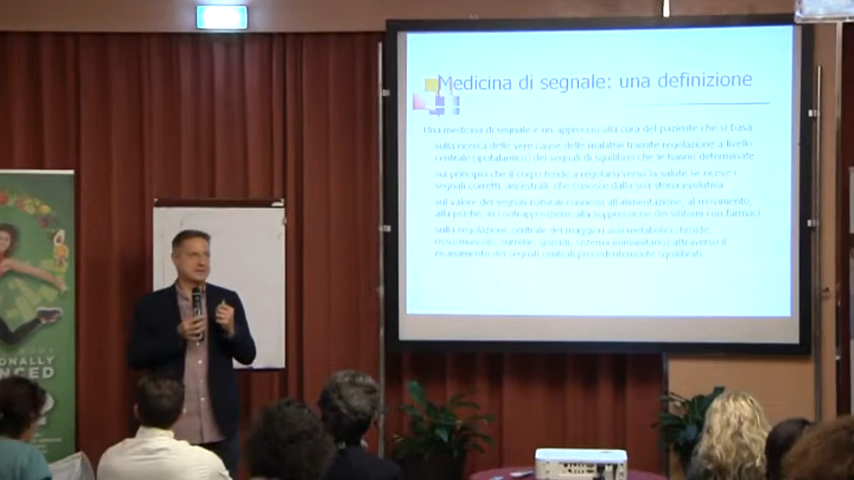 Medicina di segnale: una definizione
Una medicina di segnale è un approccio alla cura del paziente che si basa:
sulla ricerca delle vere cause delle malattie tramite regolazione a livello
centrale (ipotalamico) dei segnali di squilibrio che le hanno determinate
sul principio che il corpo tende a regolarsi verso la salute se riceve i
segnali corretti, ancestrali, che conosce dalla sua storia evolutiva
sul valore dei segnali naturali connessi all'alimentazione, al movimento,
alla psiche, in contrapposizione alla soppressione dei sintomi con farmaci
sulla regolazione centrale dei maggiori assi metabolici (tiroide,
osso/muscolo, surrene, gonadi, sistema immunitario) attraverso il
risanamento dei segnali centrali precedentemente squilibrati
ONALLY
NCED